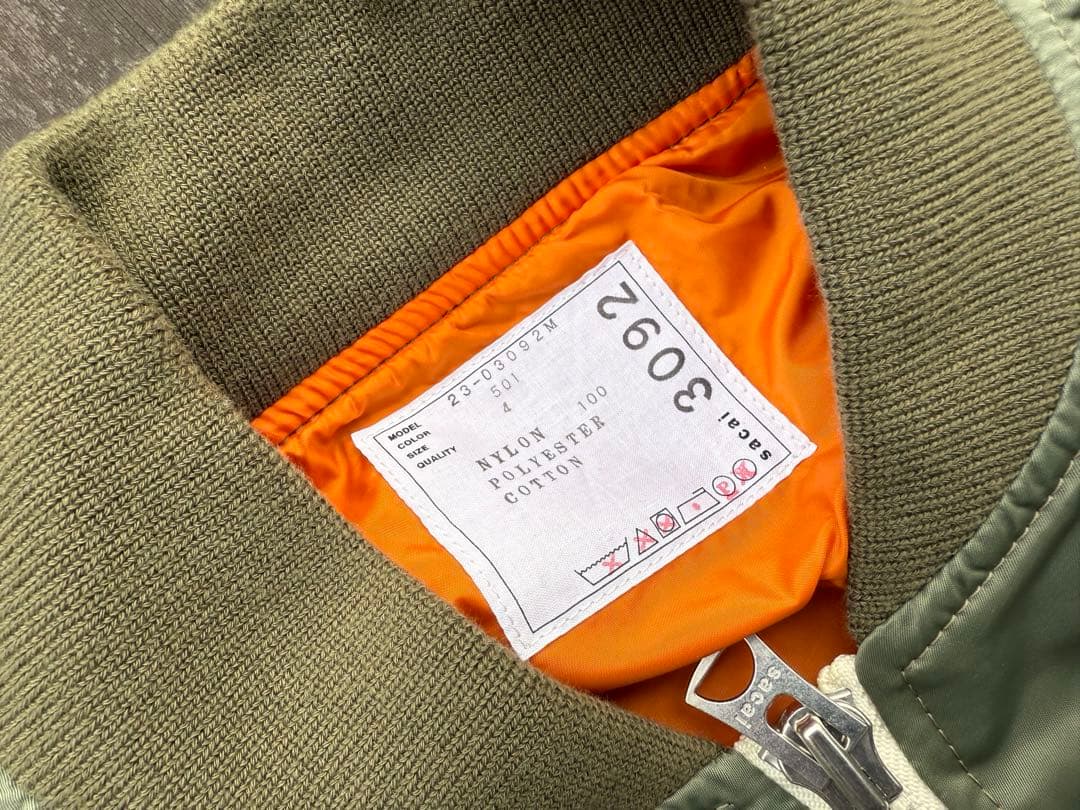 MODEL 23-03092M
COLOR 501
SIZE 4
QUALITY
NYLON 100
POLYESTER
COTTON
3092
sacai
P
sacai